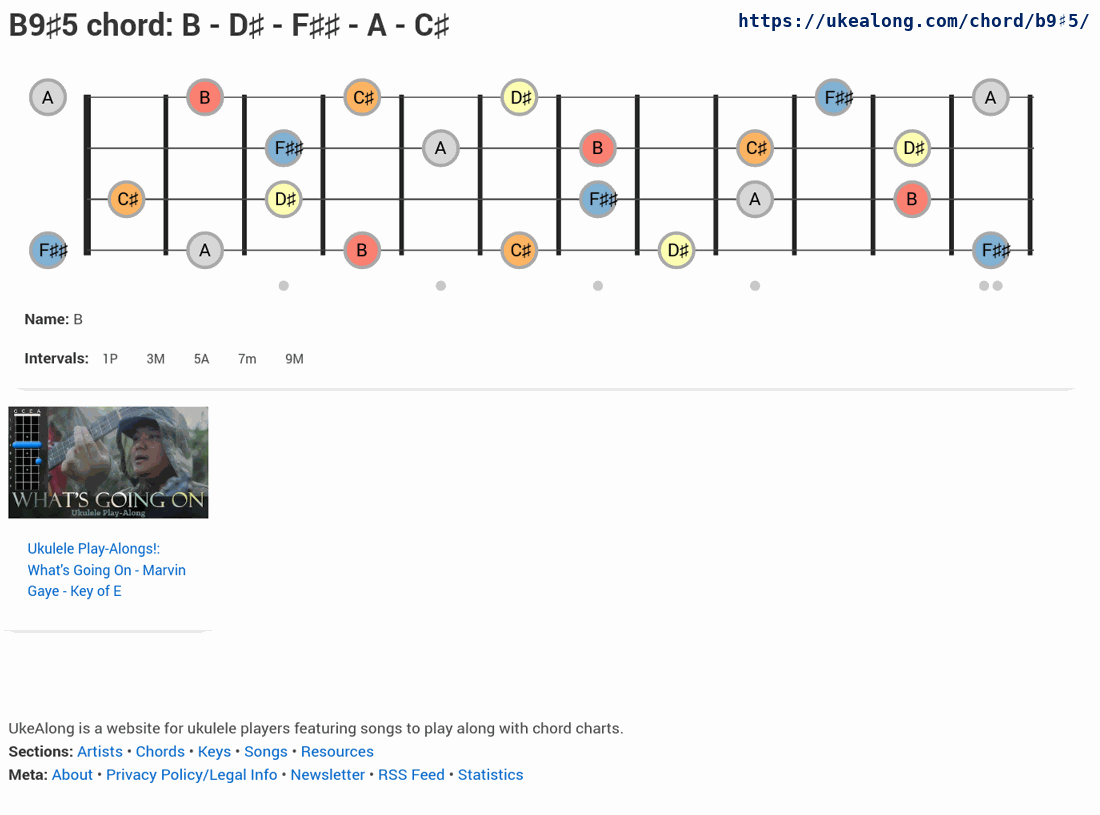 B9♯5 chord: B - D♯ - F♯♯ - A - C♯
https://ukealong.com/chord/b9♯5/
A B C♯ D♯ F♯♯ A
F♯♯ A B C♯ D♯
C♯ D♯ F♯♯ A B
F♯♯ A B C♯ D♯ F♯♯
Name: B
Intervals: 1P 3M 5A 7m 9M
G C E A
WHAT'S GOING ON
Ukulele Play-Along
Ukulele Play-Alongs!:
What's Going On - Marvin
Gaye - Key of E
UkeAlong is a website for ukulele players featuring songs to play along with chord charts.
Sections: Artists • Chords • Keys • Songs • Resources
Meta: About • Privacy Policy/Legal Info • Newsletter • RSS Feed • Statistics